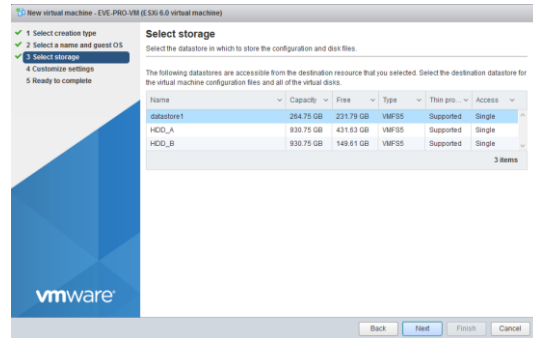 New virtual machine - EVE-PRO-VM (ESXi 6.0 virtual machine)
1 Select creation type
2 Select a name and guest OS
3 Select storage
4 Customize settings
5 Ready to complete
Select storage
Select the datastore in which to store the configuration and disk files.
The following datastores are accessible from the destination resource that you selected. Select the destination datastore for
the virtual machine configuration files and all of the virtual disks.
Name Capacity Free Type Thin pro... Access
datastore1 264.75 GB 231.79 GB VMFS5 Supported Single
HDD_A 930.75 GB 431.63 GB VMFS5 Supported Single
HDD_B 930.75 GB 149.61 GB VMFS5 Supported Single
3 items
vmware
Back Next Finish Cancel